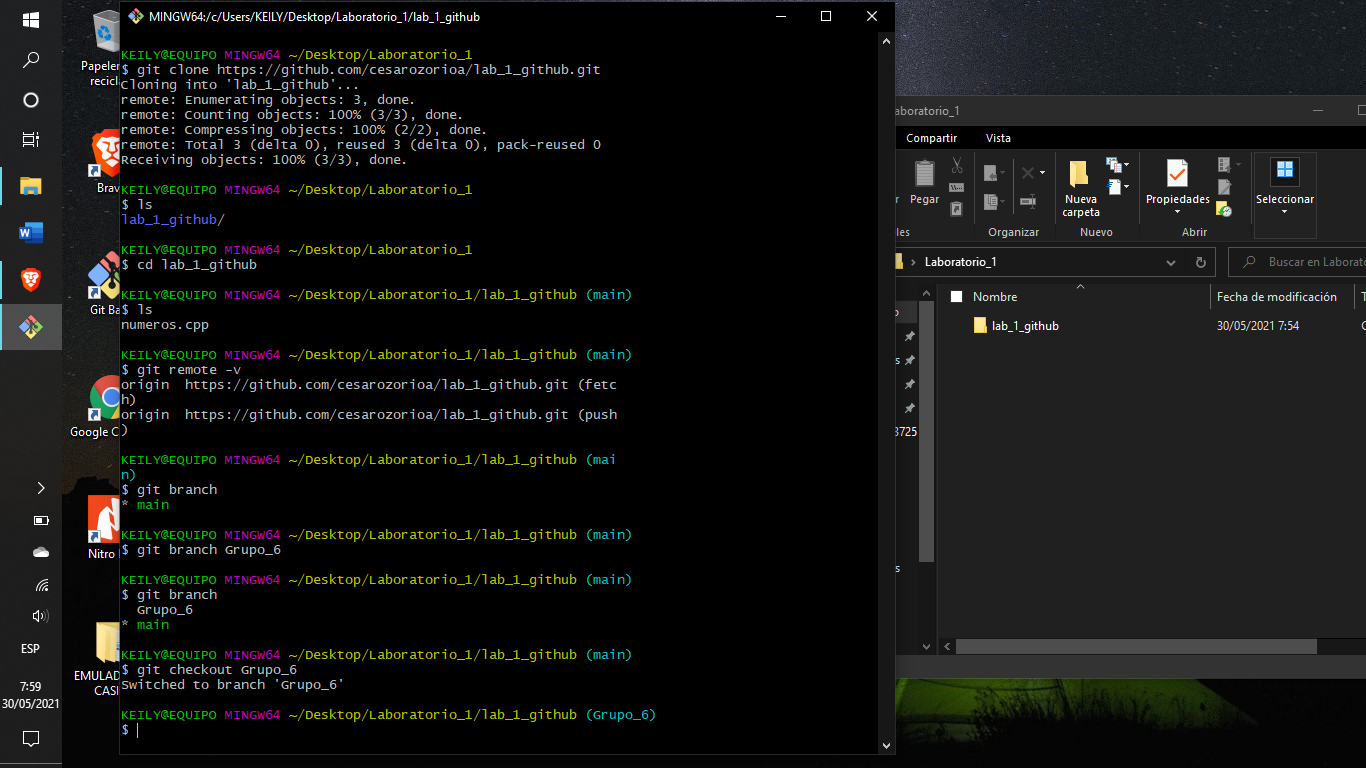 MINGW64:/c/Users/KEILY/Desktop/Laboratorio_1/lab_1_github
KEILY@EQUIPO MINGW64 ~/Desktop/Laboratorio_1
$ git clone https://github.com/cesarozorioa/lab_1_github.git
Cloning into 'lab_1_github'...
remote: Enumerating objects: 3, done.
remote: Counting objects: 100% (3/3), done.
remote: Compressing objects: 100% (2/2), done.
remote: Total 3 (delta 0), reused 3 (delta 0), pack-reused 0
Receiving objects: 100% (3/3), done.
KEILY@EQUIPO MINGW64 ~/Desktop/Laboratorio_1
$ ls
lab_1_github/
KEILY@EQUIPO MINGW64 ~/Desktop/Laboratorio_1
$ cd lab_1_github
KEILY@EQUIPO MINGW64 ~/Desktop/Laboratorio_1/lab_1_github (main)
$ ls
numeros.cpp
KEILY@EQUIPO MINGW64 ~/Desktop/Laboratorio_1/lab_1_github (main)
$ git remote -v
origin  https://github.com/cesarozorioa/lab_1_github.git (fetc
h)
origin  https://github.com/cesarozorioa/lab_1_github.git (push
)
KEILY@EQUIPO MINGW64 ~/Desktop/Laboratorio_1/lab_1_github (mai
n)
$ git branch
* main
KEILY@EQUIPO MINGW64 ~/Desktop/Laboratorio_1/lab_1_github (main)
$ git branch Grupo_6
KEILY@EQUIPO MINGW64 ~/Desktop/Laboratorio_1/lab_1_github (main)
$ git branch
  Grupo_6
* main
KEILY@EQUIPO MINGW64 ~/Desktop/Laboratorio_1/lab_1_github (main)
$ git checkout Grupo_6
Switched to branch 'Grupo_6'
KEILY@EQUIPO MINGW64 ~/Desktop/Laboratorio_1/lab_1_github (Grupo_6)
$
Papeler
recicl
Brav
Git Ba
Google C
Nitro
EMULAD
CASI
ESP
7:59
30/05/2021
aboratorio_1
Compartir Vista
Pegar
Nueva
carpeta
Propiedades
Seleccionar
les Organizar Nuevo Abrir
Laboratorio_1
Buscar en Laborato
Nombre Fecha de modificación T
lab_1_github 30/05/2021 7:54
3725